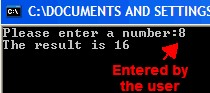 C:\DOCUMENTS AND SETTINGS
Please enter a number:8
The result is 16
Entered by
the user